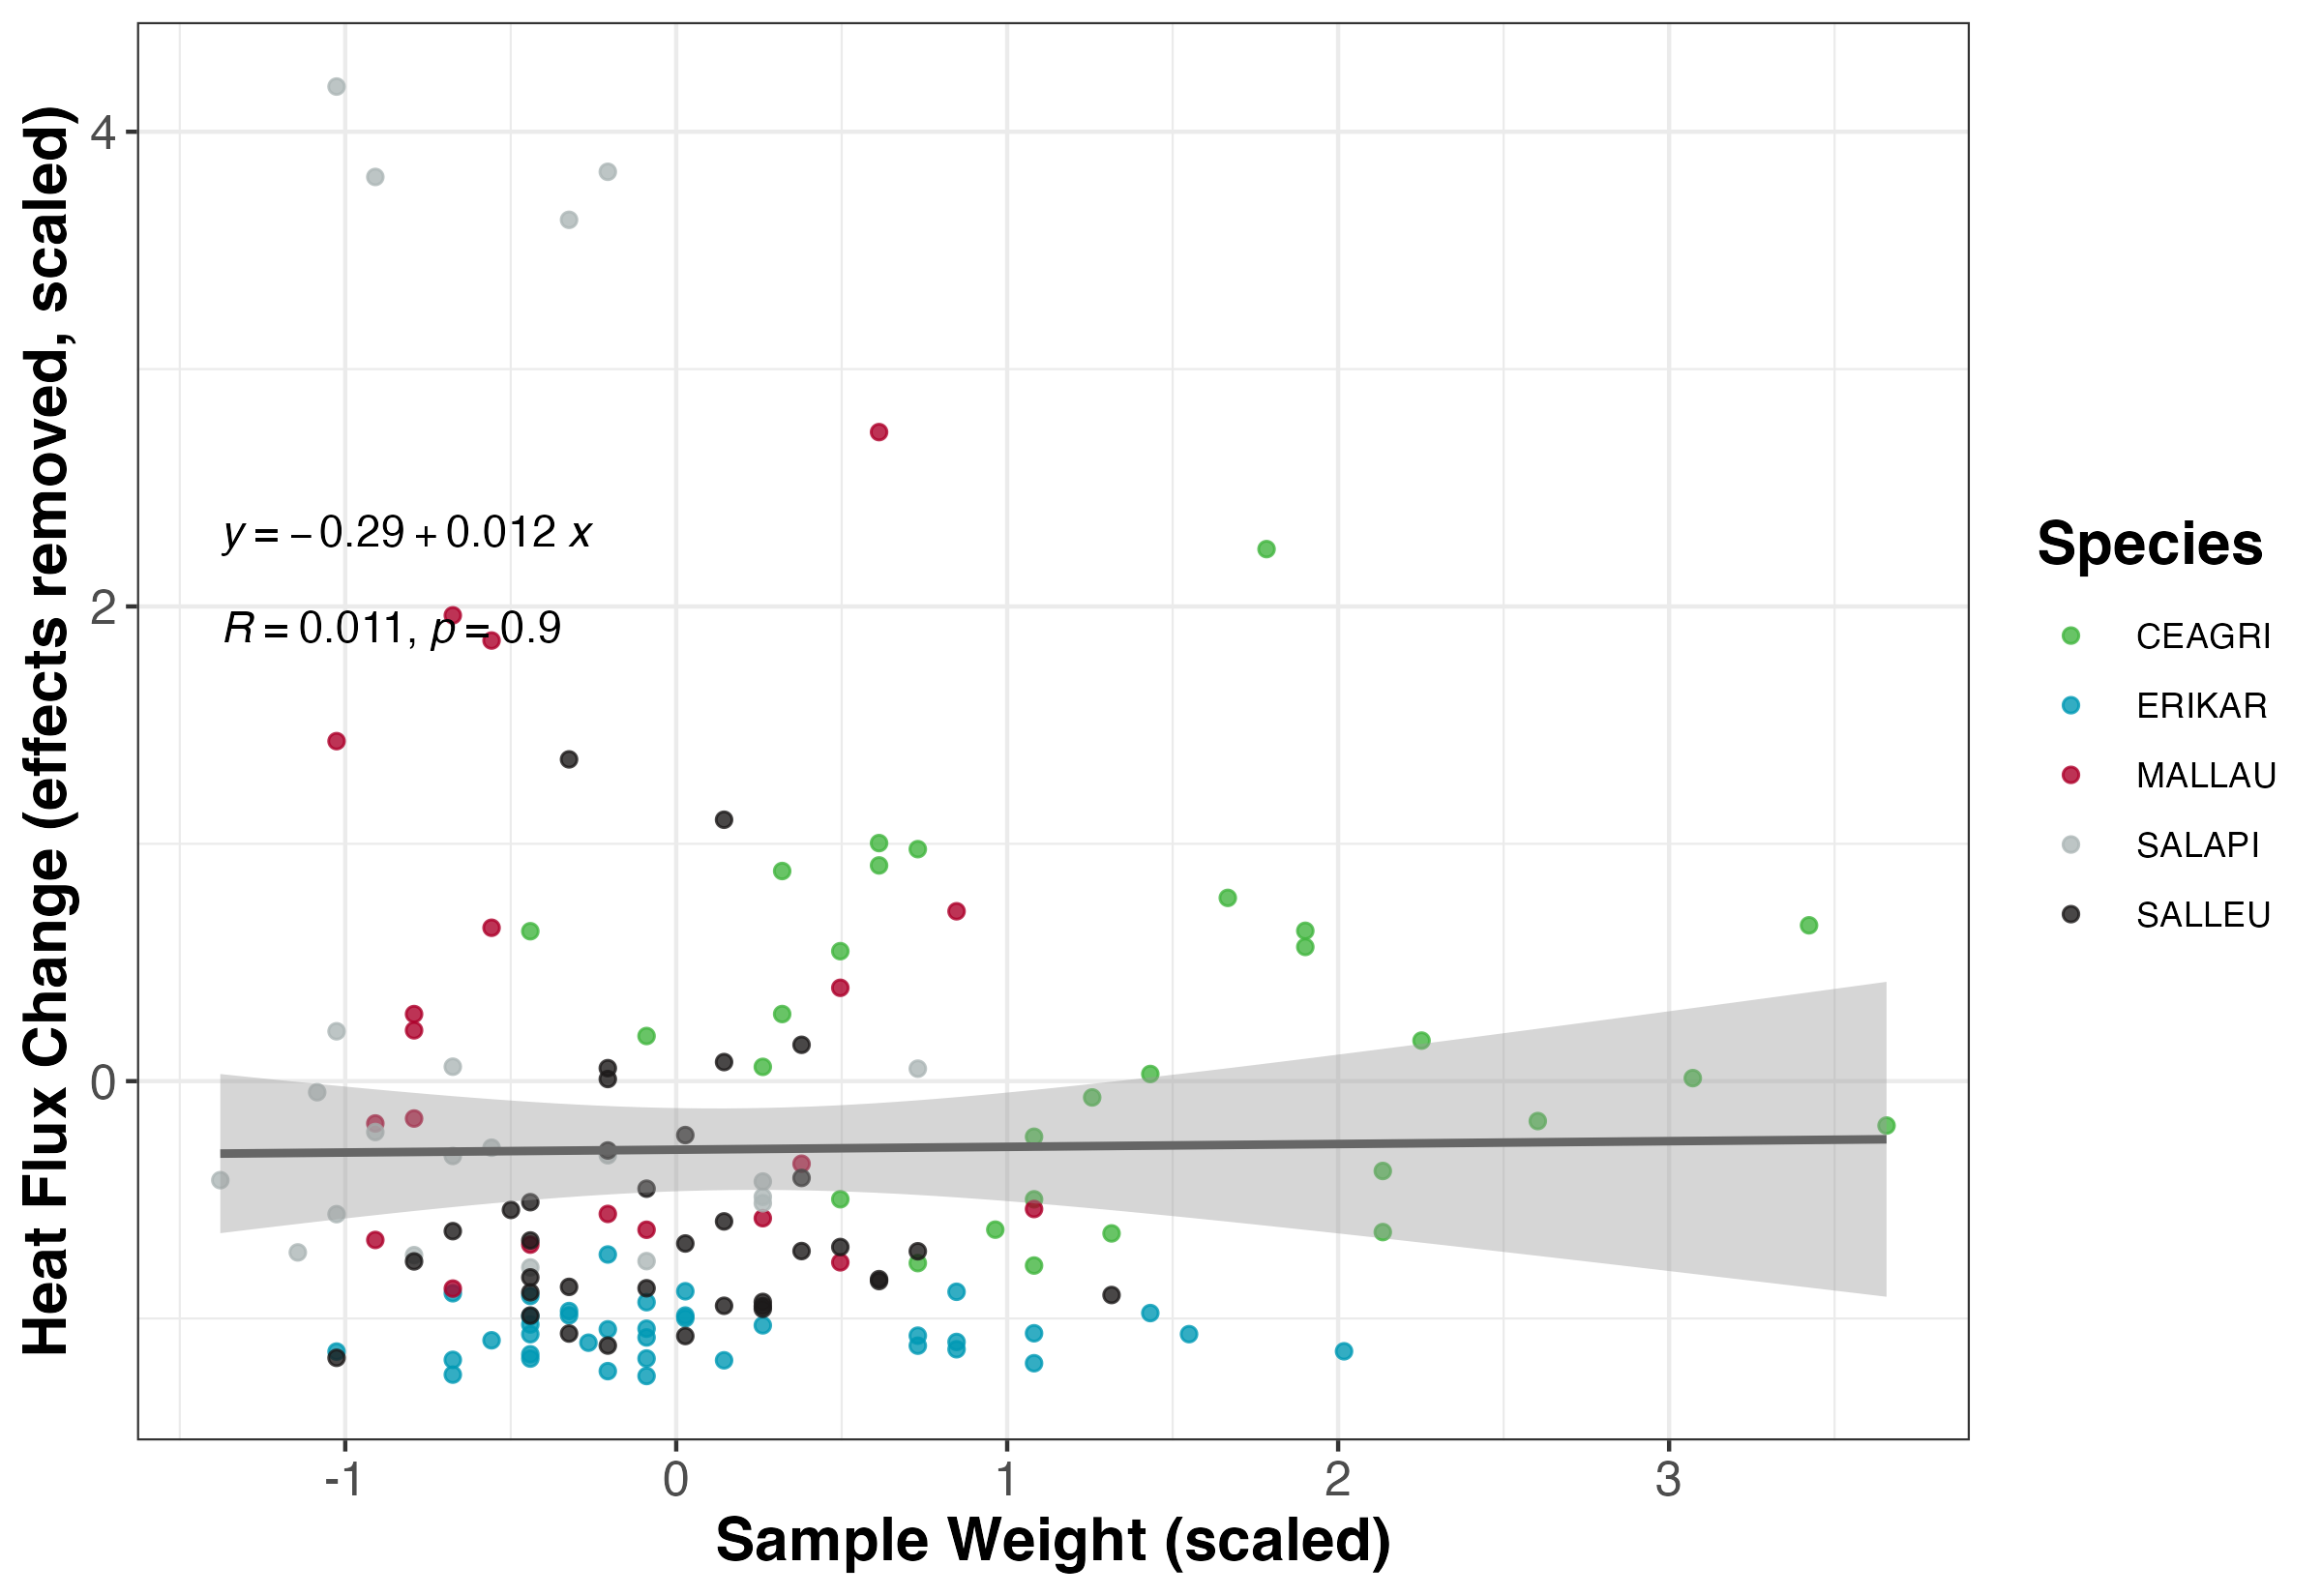 Heat Flux Change (effects removed, scaled)
4
2
0
y = −0.29 + 0.012 x
R = 0.011, p = 0.9
-1 0 1 2 3
Sample Weight (scaled)
Species
CEAGRI
ERIKAR
MALLAU
SALAPI
SALLEU